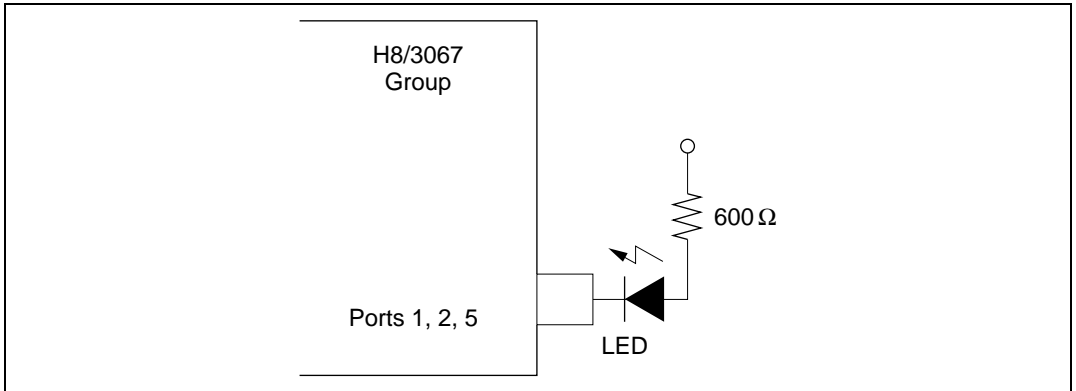 H8/3067
Group
600 Ω
Ports 1, 2, 5
LED